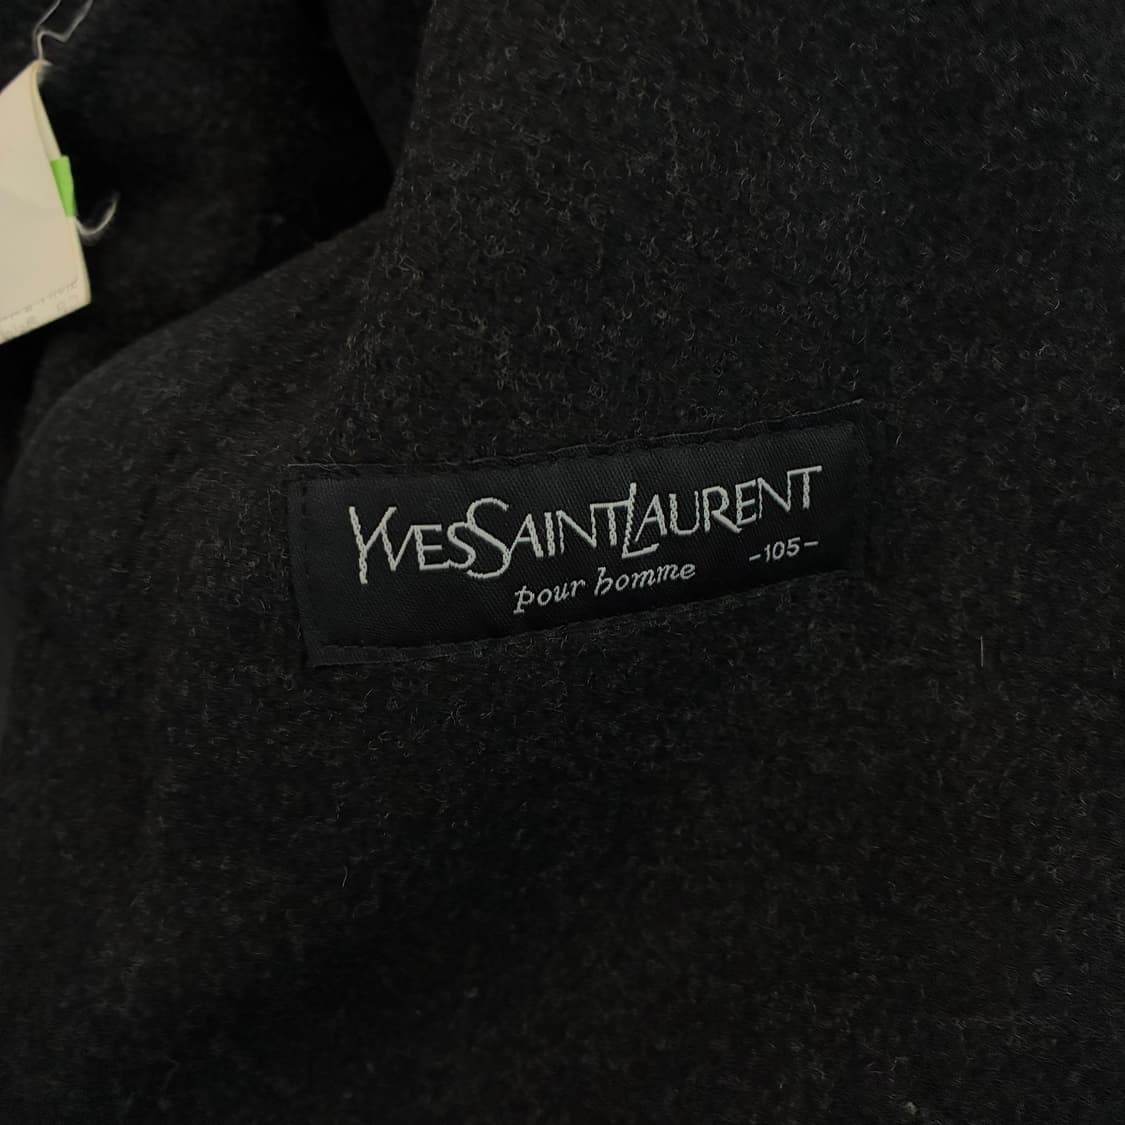 YVESSAINTLAURENT
pour homme
-105-